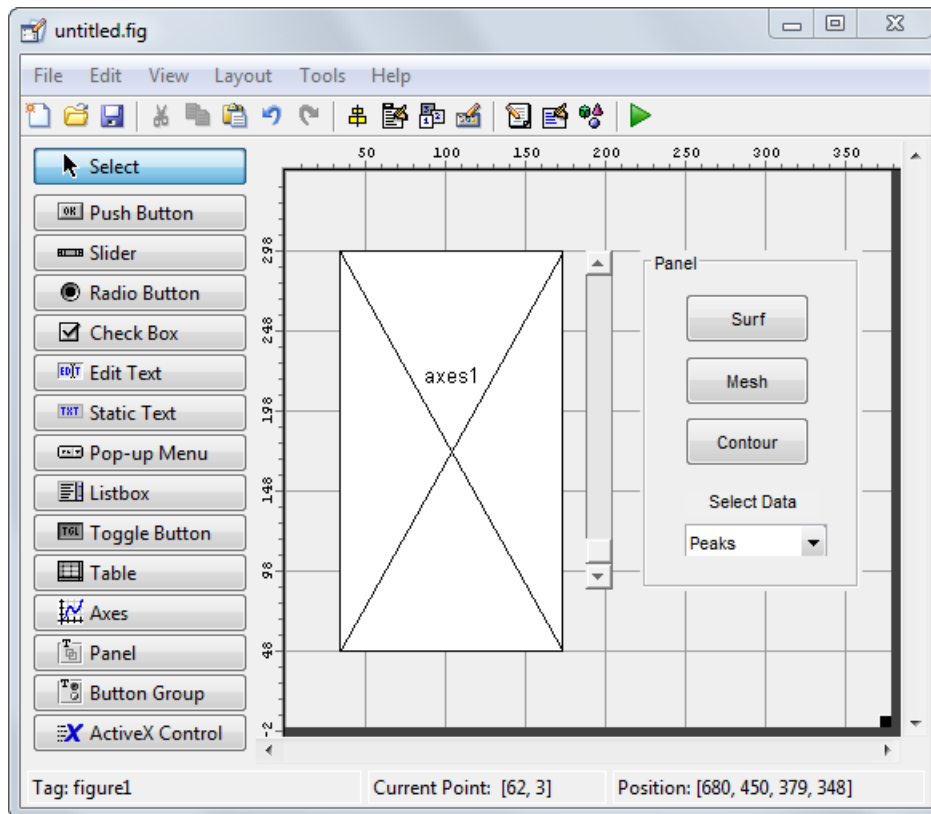 untitled.fig
File Edit View Layout Tools Help
Select
Push Button
Slider
Radio Button
Check Box
Edit Text
Static Text
Pop-up Menu
Listbox
Toggle Button
Table
Axes
Panel
Button Group
ActiveX Control
50 100 150 200 250 300 350
298
248
198
148
98
48
-2
axes1
Panel
Surf
Mesh
Contour
Select Data
Peaks
Tag: figure1 Current Point: [62, 3] Position: [680, 450, 379, 348]